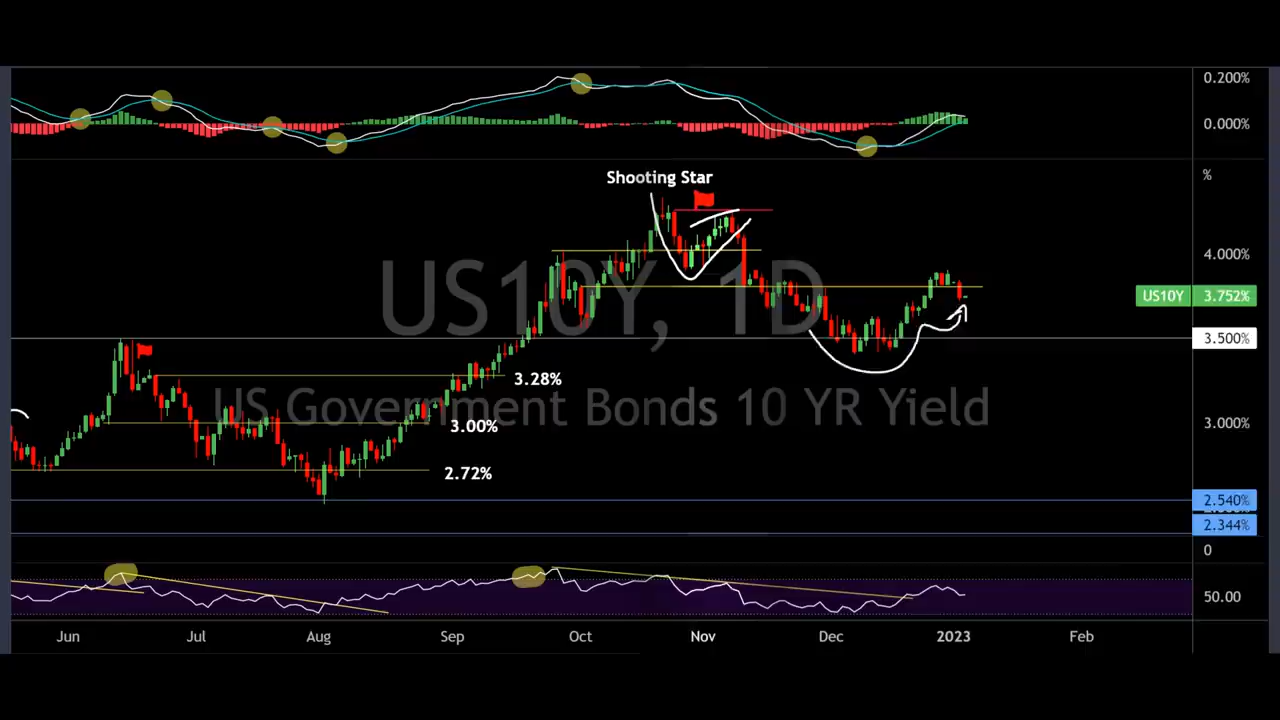 0.200%
0.000%
Shooting Star
%
4.000%
US10Y, 1D
US10Y 3.752%
3.500%
3.28%
US Government Bonds 10 YR Yield
3.00%
3.000%
2.72%
2.540%
2.344%
0
50.00
Jun Jul Aug Sep Oct Nov Dec 2023 Feb